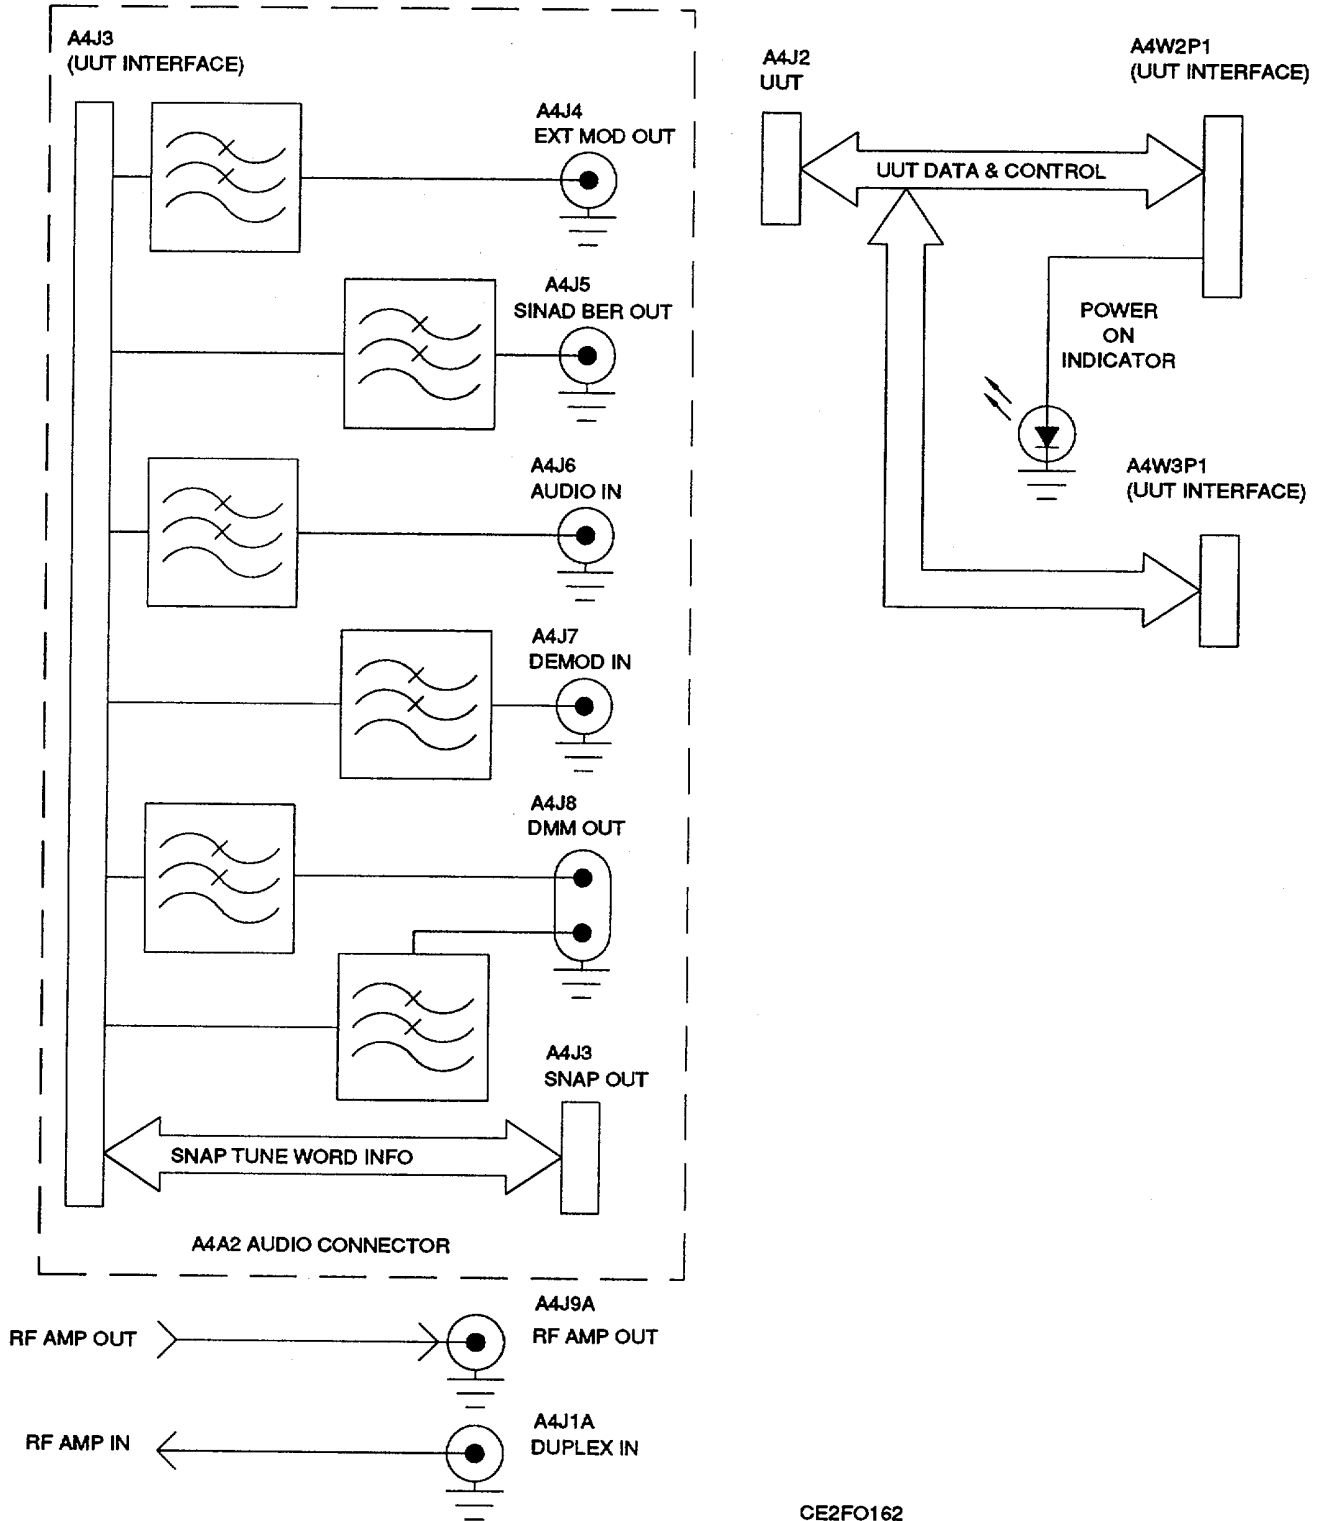 A4J3
(UUT INTERFACE)
A4J4
EXT MOD OUT
A4J5
SINAD BER OUT
A4J6
AUDIO IN
A4J7
DEMOD IN
A4J8
DMM OUT
A4J3
SNAP OUT
SNAP TUNE WORD INFO
A4A2 AUDIO CONNECTOR
RF AMP OUT
A4J9A
RF AMP OUT
RF AMP IN
A4J1A
DUPLEX IN
A4J2
UUT
A4W2P1
(UUT INTERFACE)
UUT DATA & CONTROL
POWER
ON
INDICATOR
A4W3P1
(UUT INTERFACE)
CE2FO162